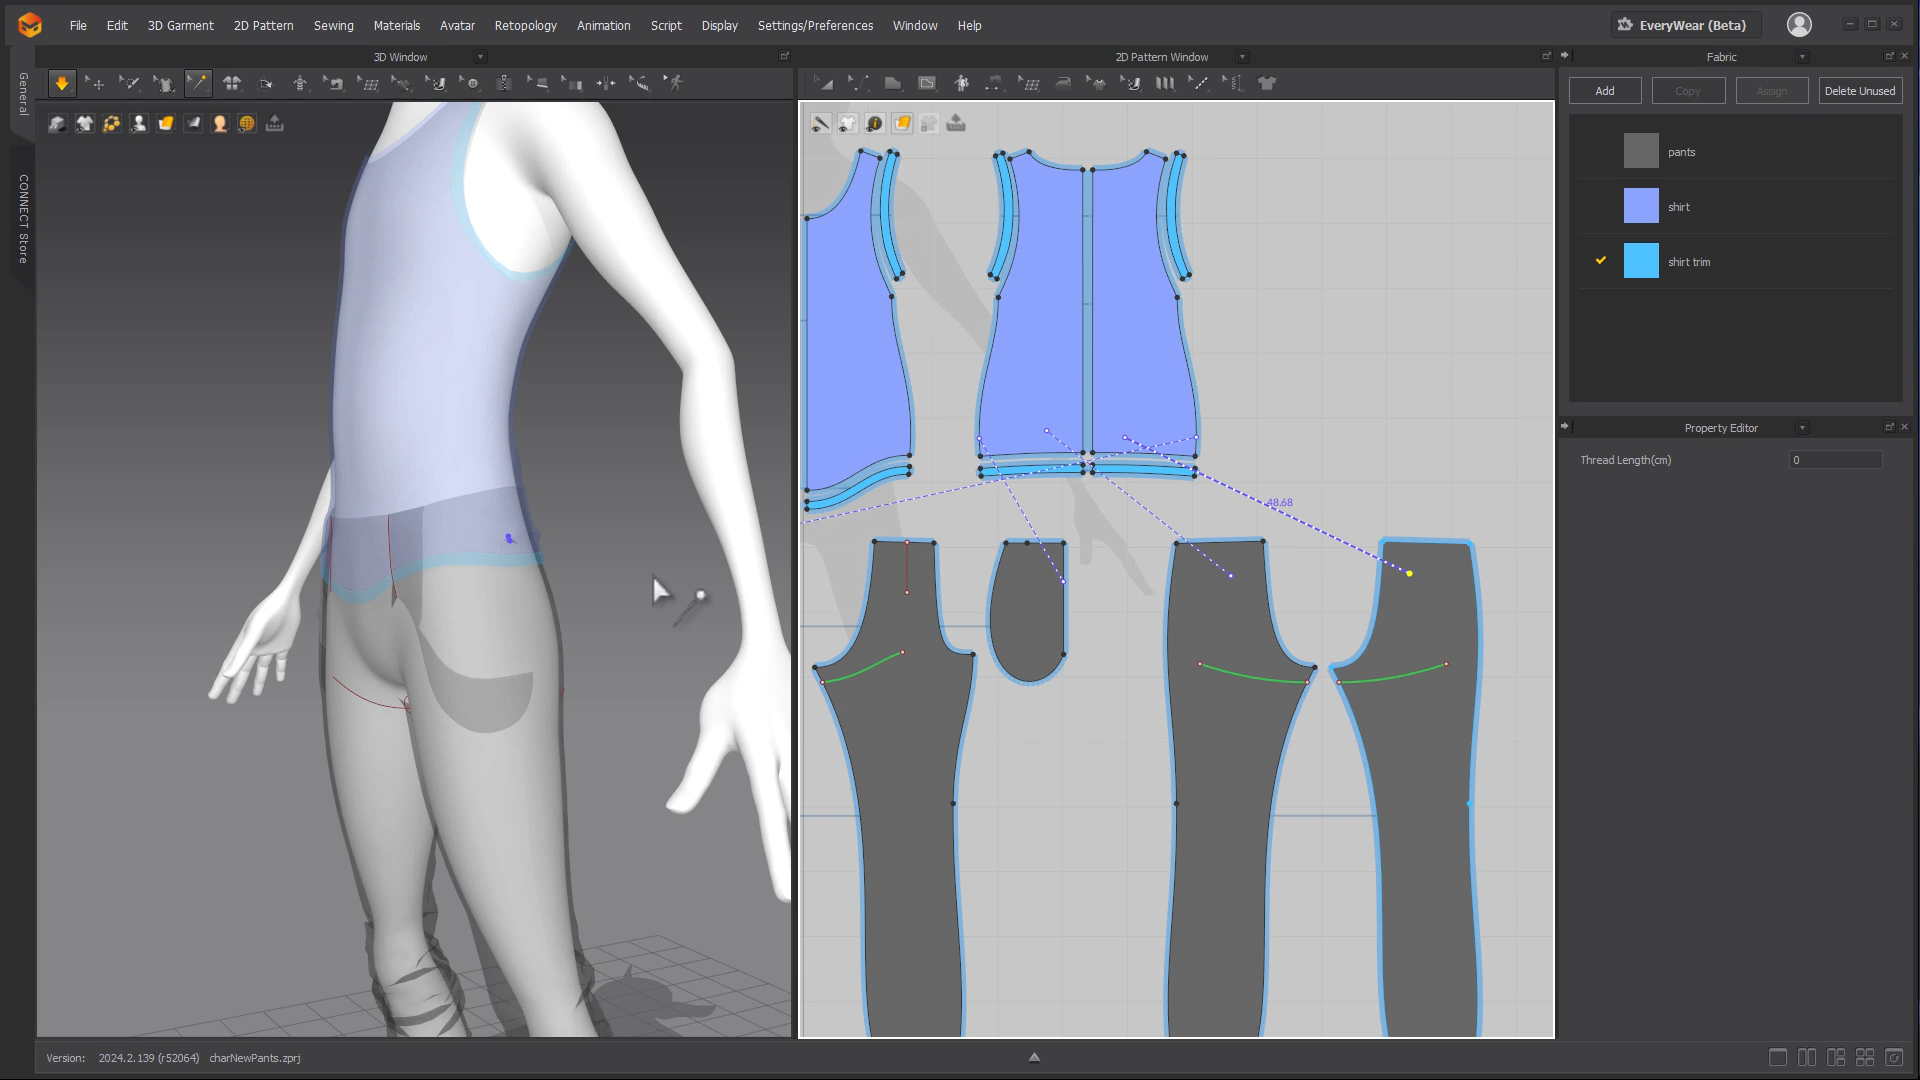 File Edit 3D Garment 2D Pattern Sewing Materials Avatar Retopology Animation Script Display Settings/Preferences Window Help
EveryWear (Beta)
3D Window
2D Pattern Window
Fabric
General
CONNECT Store
Add Copy Assign Delete Unused
pants
shirt
shirt trim
Property Editor
Thread Length(cm) 0
48.68
Version: 2024.2.139 (r52064) charNewPants.zprj